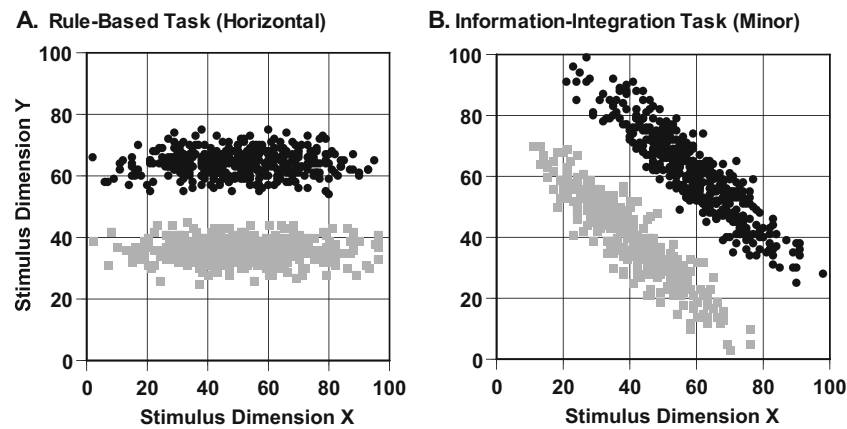 A. Rule-Based Task (Horizontal)
100
80
60
40
20
0
0 20 40 60 80 100
Stimulus Dimension Y
Stimulus Dimension X
B. Information-Integration Task (Minor)
100
80
60
40
20
0
0 20 40 60 80 100
Stimulus Dimension X